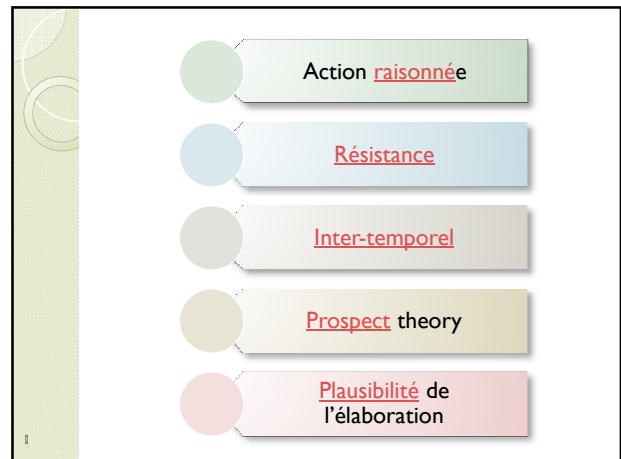 Action raisonnée
Résistance
Inter-temporel
Prospect theory
Plausibilité de
l'élaboration